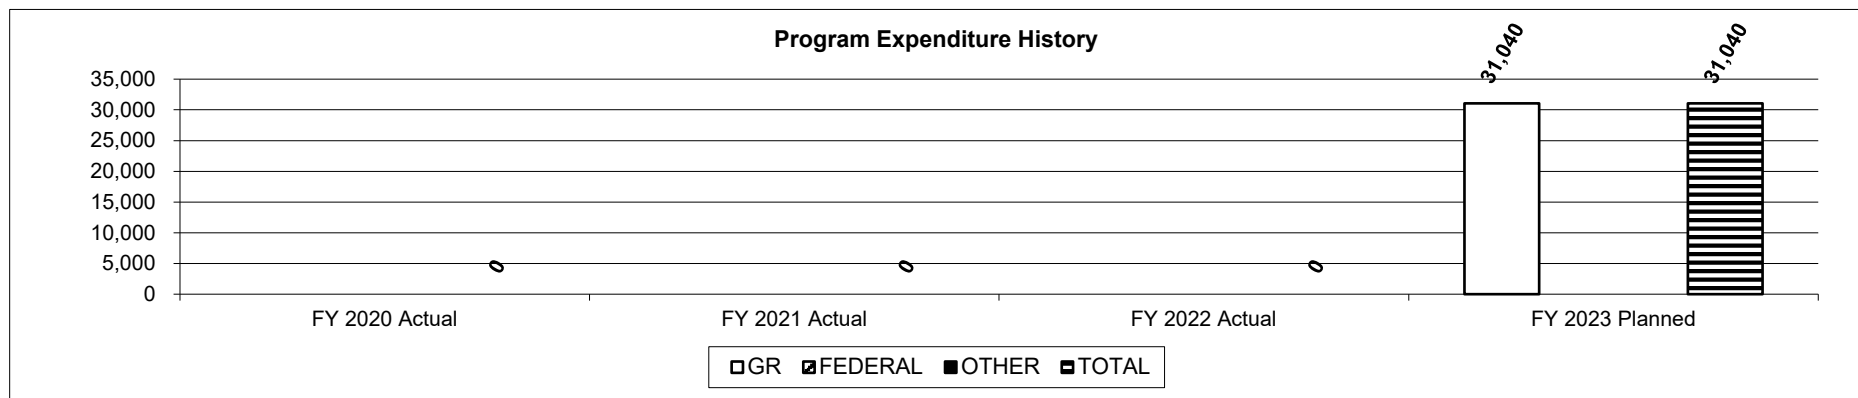 Program Expenditure History
31,040
31,040
35,000
30,000
25,000
20,000
15,000
10,000
5,000
0
0
0
0
FY 2020 Actual
FY 2021 Actual
FY 2022 Actual
FY 2023 Planned
GR
FEDERAL
OTHER
TOTAL